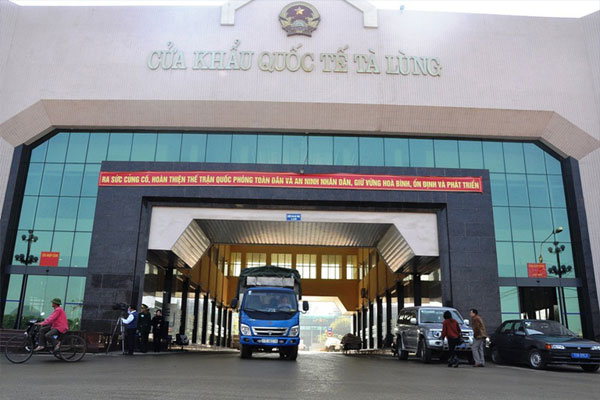 CỬA KHẨU QUỐC TẾ TÀ LÙNG
RA SỨC CỦNG CỐ, HOÀN THIỆN THẾ TRẬN QUỐC PHÒNG TOÀN DÂN VÀ AN NINH NHÂN DÂN, GIỮ VỮNG HOÀ BÌNH, ỔN ĐỊNH VÀ PHÁT TRIỂN